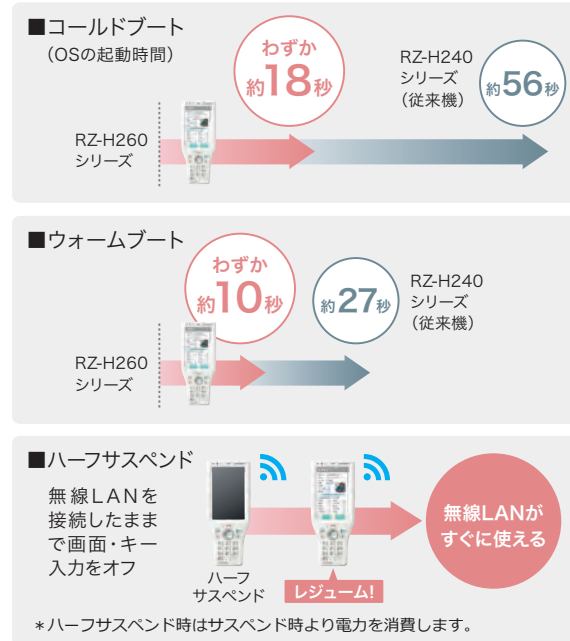 ■コールドブート
（OSの起動時間）
わずか
約18秒
RZ-H240
シリーズ
（従来機）
約56秒
RZ-H260
シリーズ
■ウォームブート
わずか
約10秒
約27秒
RZ-H240
シリーズ
（従来機）
RZ-H260
シリーズ
■ハーフサスペンド
無線LANを
接続したまま
で画面・キー
入力をオフ
ハーフ
サスペンド
レジューム!
無線LANが
すぐに使える
＊ハーフサスペンド時はサスペンド時より電力を消費します。